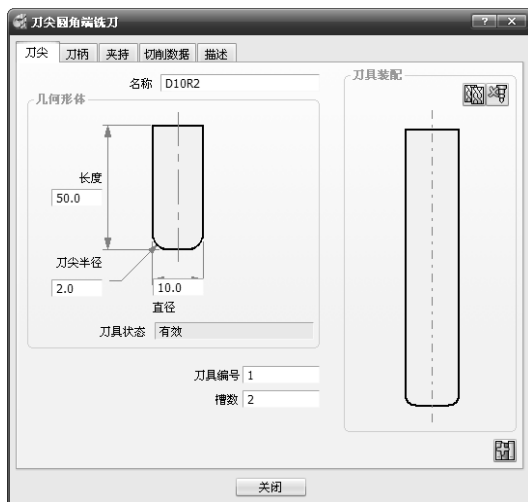 刀尖圆角端铣刀
刀尖 刀柄 夹持 切削数据 描述
名称 D10R2
几何形体
长度
50.0
刀尖半径
2.0
10.0
直径
刀具状态 有效
刀具编号 1
槽数 2
刀具装配
关闭